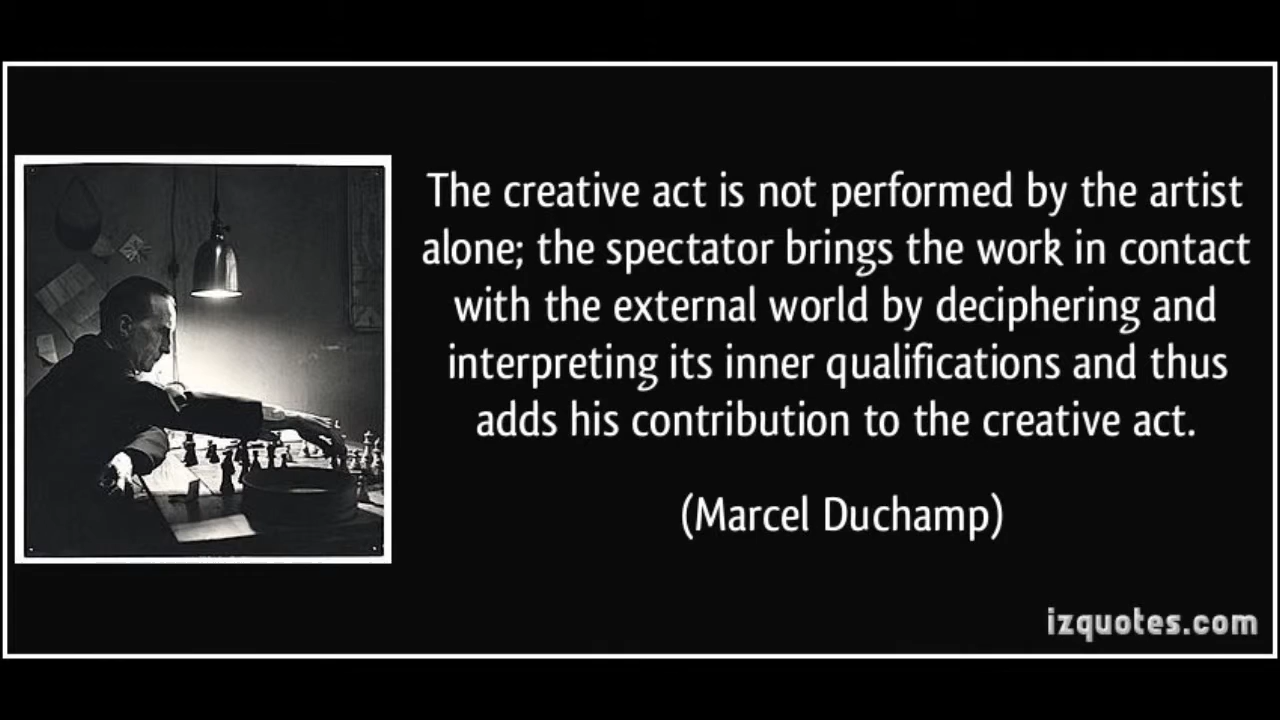 The creative act is not performed by the artist
alone; the spectator brings the work in contact
with the external world by deciphering and
interpreting its inner qualifications and thus
adds his contribution to the creative act.
(Marcel Duchamp)
izquotes.com